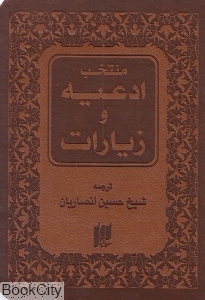 منتخب
ادعیه
و
زیارات
ترجمه
شیخ حسین انصاریان
BookCity.